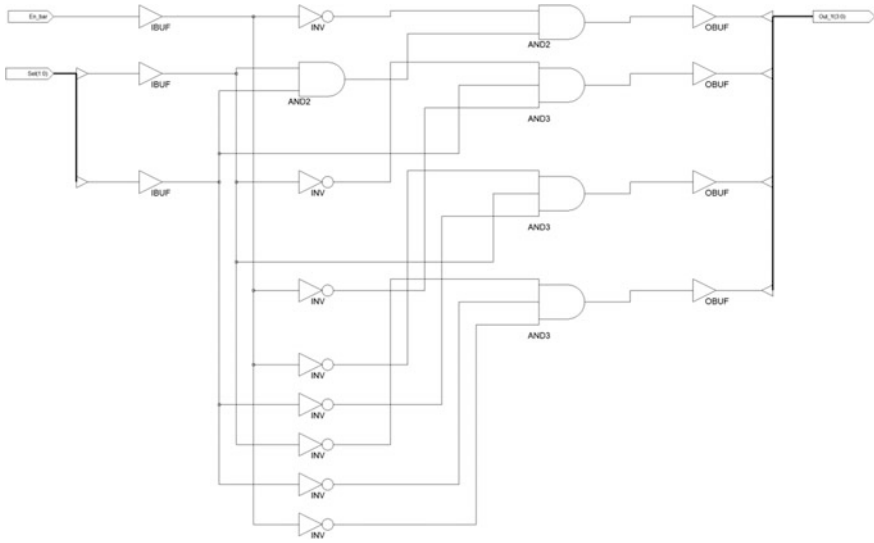 En_bar
IBUF
INV
AND2
OBUF
Out_Y(3:0)
Sel(1:0)
IBUF
AND2
AND3
OBUF
IBUF
INV
AND3
OBUF
INV
AND3
OBUF
INV
INV
INV
INV
INV